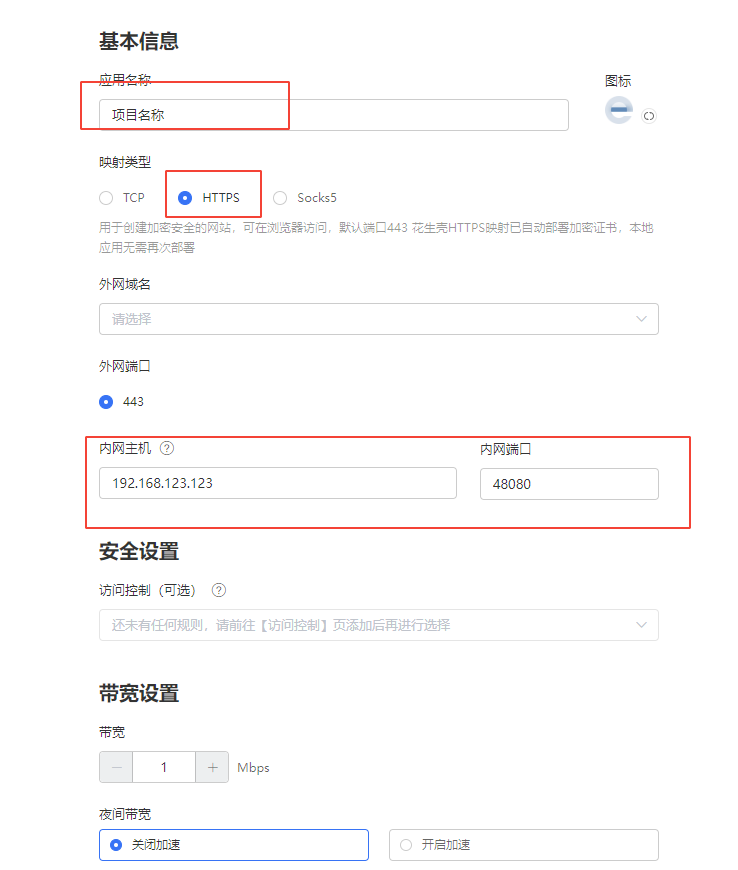 基本信息
应用名称
图标
项目名称
映射类型
TCP
HTTPS
Socks5
用于创建加密安全的网站，可在浏览器访问，默认端口443 花生壳HTTPS映射已自动部署加密证书，本地
应用无需再次部署
外网域名
请选择
外网端口
443
内网主机 ?
内网端口
192.168.123.123
48080
安全设置
访问控制（可选） ?
还未有任何规则，请前往【访问控制】页添加后再进行选择
带宽设置
带宽
− 1 + Mbps
夜间带宽
关闭加速
开启加速